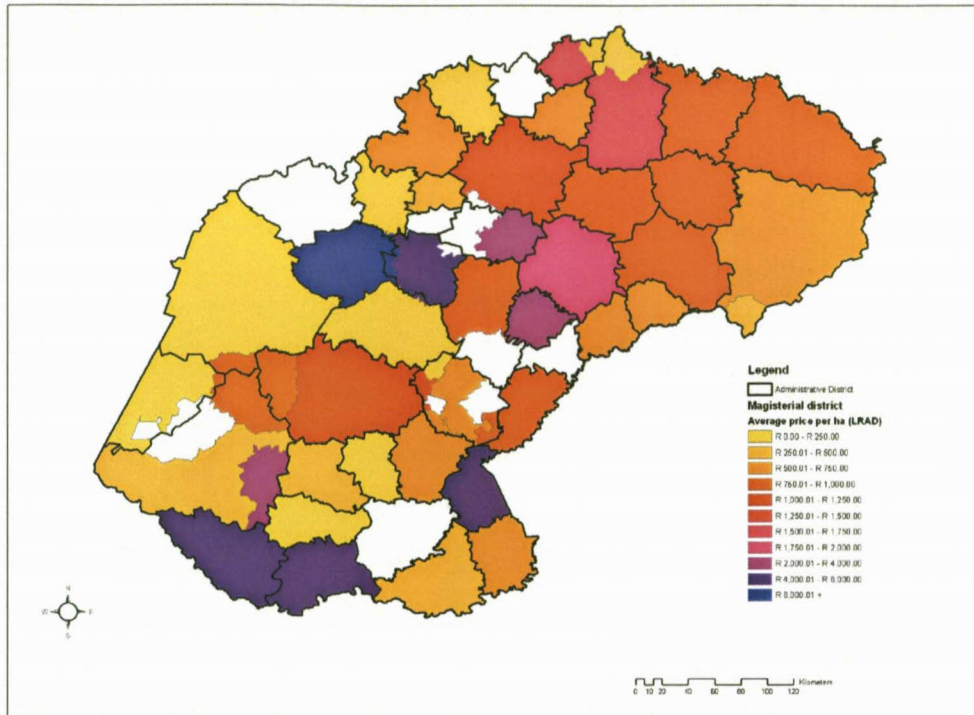 Legend
Administrative District
Magisterial district
Average price per ha (LRAD)
R 0.00 - R 250.00
R 250.01 - R 500.00
R 500.01 - R 750.00
R 750.01 - R 1,000.00
R 1,000.01 - R 1,250.00
R 1,250.01 - R 1,500.00
R 1,500.01 - R 1,750.00
R 1,750.01 - R 2,000.00
R 2,000.01 - R 4,000.00
R 4,000.01 - R 8,000.00
R 8,000.01 +
N
W
E
S
Kilometers
0 10 20 40 60 80 100 120